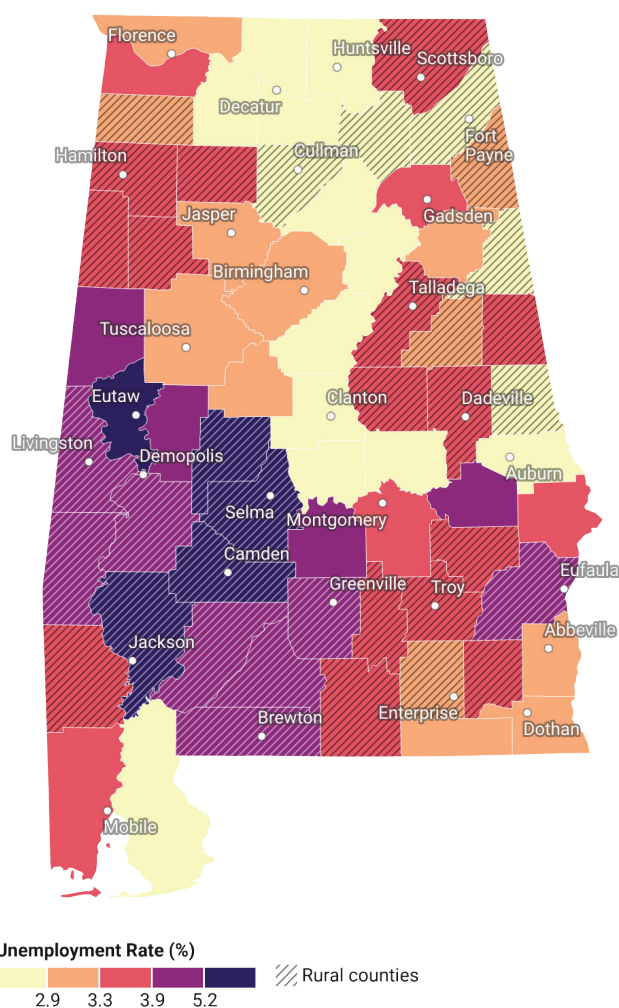 Florence
Huntsville
Scottsboro
Decatur
Fort
Payne
Cullman
Hamilton
Jasper
Gadsden
Birmingham
Talladega
Tuscaloosa
Eutaw
Clanton
Dadeville
Livingston
Demopolis
Auburn
Selma
Montgomery
Camden
Eufaula
Greenville
Troy
Abbeville
Jackson
Enterprise
Brewton
Dothan
Mobile
Unemployment Rate (%)
2.9 3.3 3.9 5.2
Rural counties